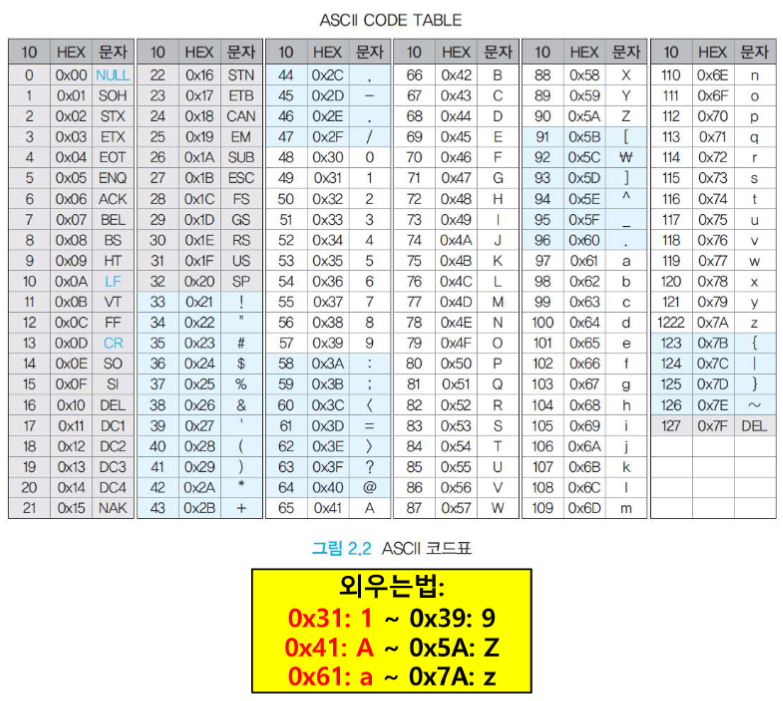 ASCII CODE TABLE
10 HEX 문자 10 HEX 문자 10 HEX 문자 10 HEX 문자 10 HEX 문자 10 HEX 문자
0 0x00 NULL 22 0x16 STN 44 0x2C , 66 0x42 B 88 0x58 X 110 0x6E n
1 0x01 SOH 23 0x17 ETB 45 0x2D – 67 0x43 C 89 0x59 Y 111 0x6F o
2 0x02 STX 24 0x18 CAN 46 0x2E . 68 0x44 D 90 0x5A Z 112 0x70 p
3 0x03 ETX 25 0x19 EM 47 0x2F / 69 0x45 E 91 0x5B [ 113 0x71 q
4 0x04 EOT 26 0x1A SUB 48 0x30 0 70 0x46 F 92 0x5C ₩ 114 0x72 r
5 0x05 ENQ 27 0x1B ESC 49 0x31 1 71 0x47 G 93 0x5D ] 115 0x73 s
6 0x06 ACK 28 0x1C FS 50 0x32 2 72 0x48 H 94 0x5E ^ 116 0x74 t
7 0x07 BEL 29 0x1D GS 51 0x33 3 73 0x49 I 95 0x5F _ 117 0x75 u
8 0x08 BS 30 0x1E RS 52 0x34 4 74 0x4A J 96 0x60 . 118 0x76 v
9 0x09 HT 31 0x1F US 53 0x35 5 75 0x4B K 97 0x61 a 119 0x77 w
10 0x0A LF 32 0x20 SP 54 0x36 6 76 0x4C L 98 0x62 b 120 0x78 x
11 0x0B VT 33 0x21 ! 55 0x37 7 77 0x4D M 99 0x63 c 121 0x79 y
12 0x0C FF 34 0x22 " 56 0x38 8 78 0x4E N 100 0x64 d 1222 0x7A z
13 0x0D CR 35 0x23 # 57 0x39 9 79 0x4F O 101 0x65 e 123 0x7B {
14 0x0E SO 36 0x24 $ 58 0x3A : 80 0x50 P 102 0x66 f 124 0x7C |
15 0x0F SI 37 0x25 % 59 0x3B ; 81 0x51 Q 103 0x67 g 125 0x7D }
16 0x10 DEL 38 0x26 & 60 0x3C 〈 82 0x52 R 104 0x68 h 126 0x7E ~
17 0x11 DC1 39 0x27 ' 61 0x3D = 83 0x53 S 105 0x69 i 127 0x7F DEL
18 0x12 DC2 40 0x28 ( 62 0x3E 〉 84 0x54 T 106 0x6A j
19 0x13 DC3 41 0x29 ) 63 0x3F ? 85 0x55 U 107 0x6B k
20 0x14 DC4 42 0x2A * 64 0x40 @ 86 0x56 V 108 0x6C l
21 0x15 NAK 43 0x2B + 65 0x41 A 87 0x57 W 109 0x6D m
그림 2.2 ASCII 코드표
외우는법:
0x31: 1 ~ 0x39: 9
0x41: A ~ 0x5A: Z
0x61: a ~ 0x7A: z